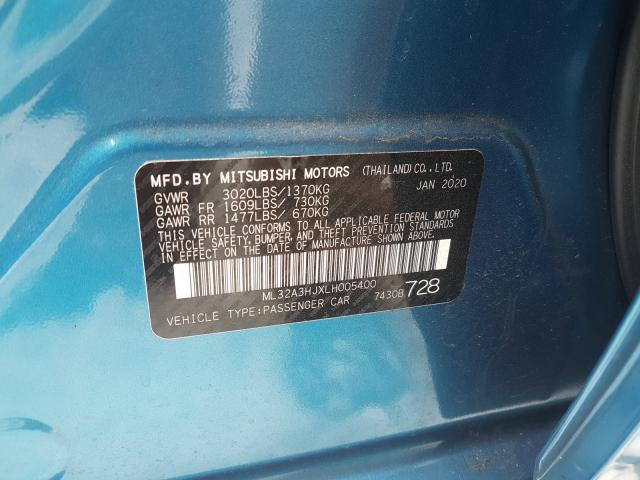 MFD. BY MITSUBISHI MOTORS (THAILAND) CO., LTD.
GVWR 3020LBS/1370KG JAN 2020
GAWR FR 1609LBS/ 730KG
GAWR RR 1477LBS/ 670KG
THIS VEHICLE CONFORMS TO ALL APPLICABLE FEDERAL MOTOR
VEHICLE SAFETY, BUMPER, AND THEFT PREVENTION STANDARDS
IN EFFECT ON THE DATE OF MANUFACTURE SHOWN ABOVE.
ML32A3HJXLH005400
VEHICLE TYPE:PASSENGER CAR 74308 728